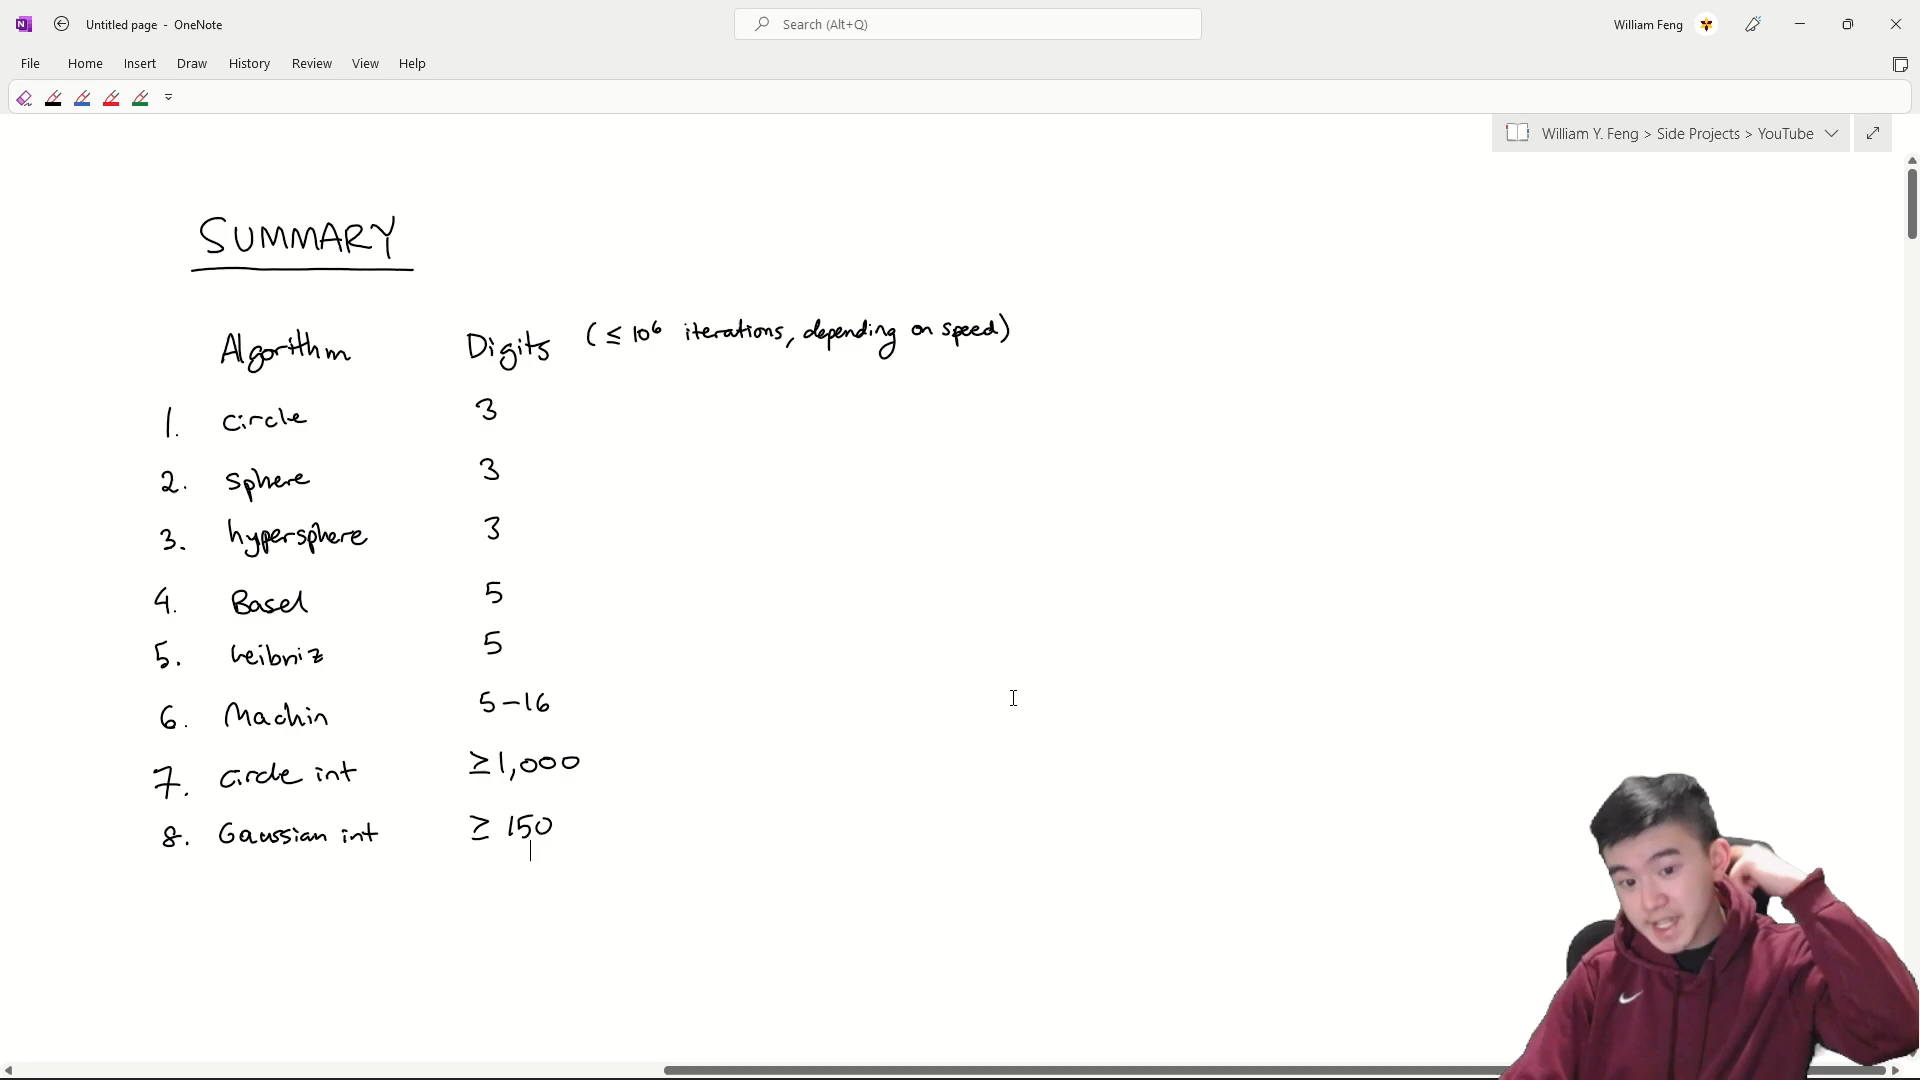 Untitled page - OneNote
Search (Alt+Q)
William Feng
File Home Insert Draw History Review View Help
William Y. Feng > Side Projects > YouTube
SUMMARY
Algorithm Digits (≤ 10⁶ iterations, depending on speed)
1. circle 3
2. sphere 3
3. hypersphere 3
4. Basel 5
5. Leibniz 5
6. Machin 5-16
7. circle int ≥1,000
8. Gaussian int ≥ 150